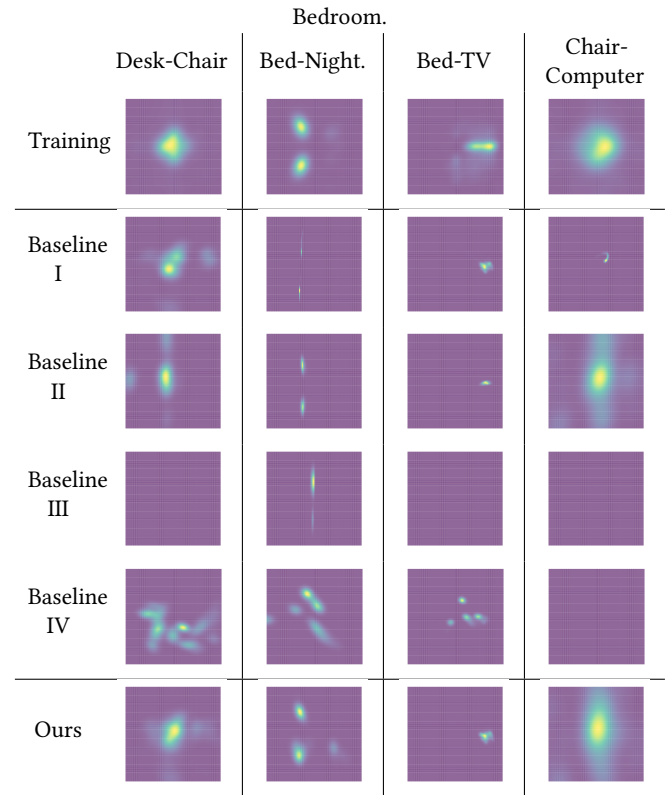 Bedroom.
Desk-Chair Bed-Night. Bed-TV Chair-
Computer
Training
Baseline
I
Baseline
II
Baseline
III
Baseline
IV
Ours